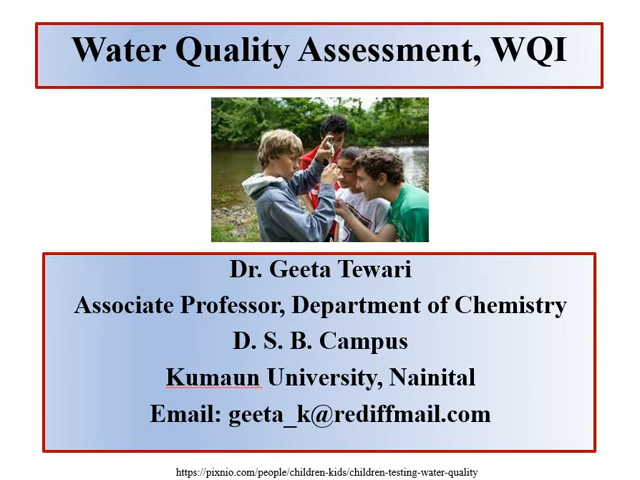 Water Quality Assessment, WQI
Dr. Geeta Tewari
Associate Professor, Department of Chemistry
D. S. B. Campus
Kumaun University, Nainital
Email: geeta_k@rediffmail.com
https://pixnio.com/people/children-kids/children-testing-water-quality